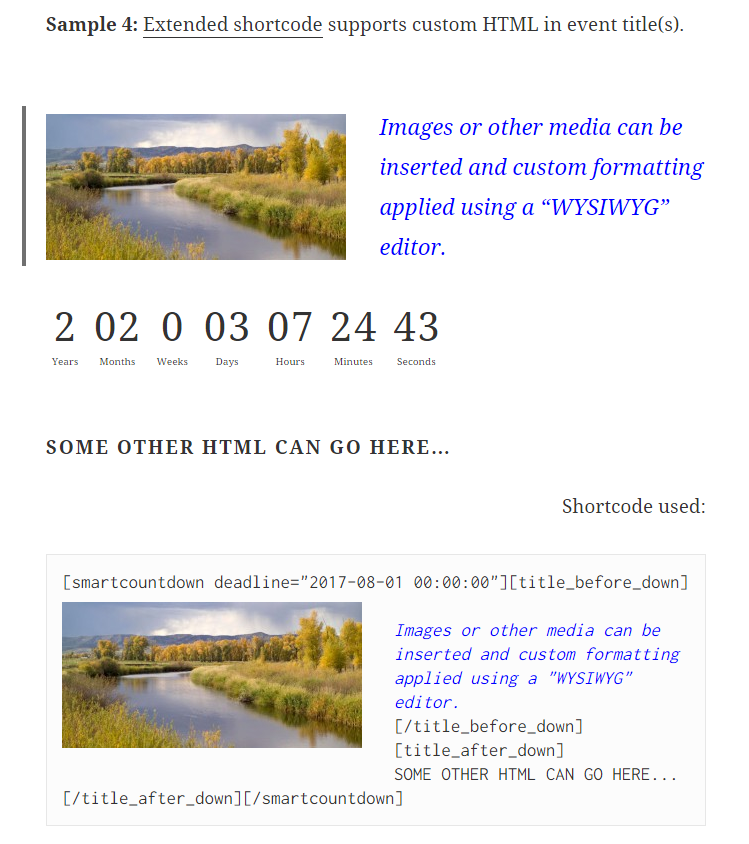 Sample 4: Extended shortcode supports custom HTML in event title(s).
Images or other media can be
inserted and custom formatting
applied using a “WYSIWYG”
editor.
2 02 0 03 07 24 43
Years Months Weeks Days Hours Minutes Seconds
SOME OTHER HTML CAN GO HERE...
Shortcode used:
[smartcountdown deadline="2017-08-01 00:00:00"][title_before_down]
Images or other media can be
inserted and custom formatting
applied using a "WYSIWYG"
editor.
[/title_before_down]
[title_after_down]
SOME OTHER HTML CAN GO HERE...
[/title_after_down][/smartcountdown]